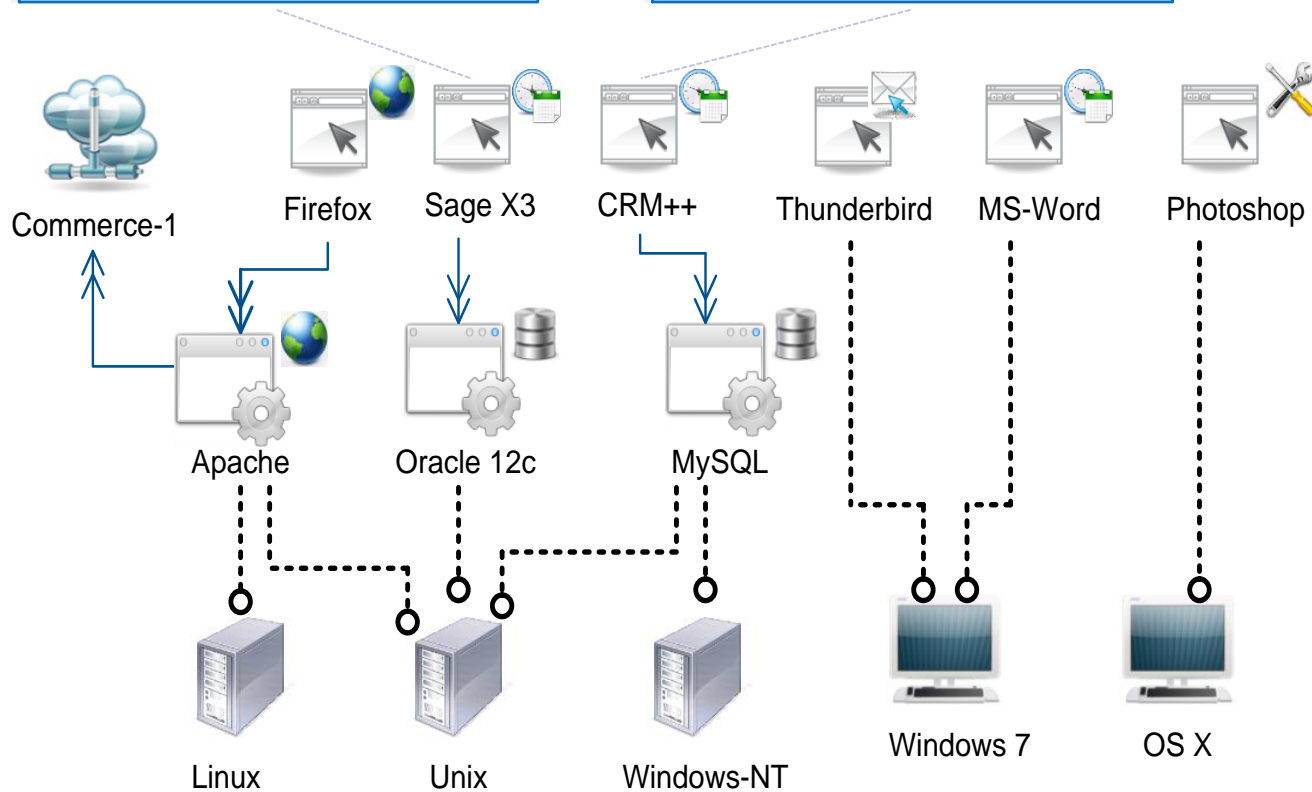 Commerce-1
Firefox
Sage X3
CRM++
Thunderbird
MS-Word
Photoshop
Apache
Oracle 12c
MySQL
Linux
Unix
Windows-NT
Windows 7
OS X